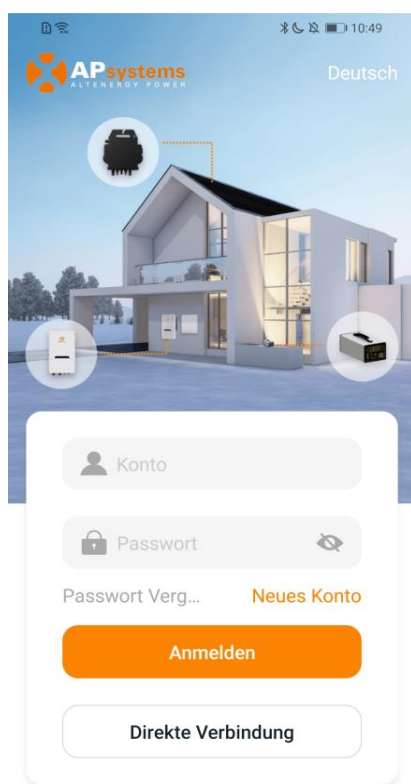 10:49
APsystems
ALTENERGY POWER
Deutsch
Konto
Passwort
Passwort Verg...
Neues Konto
Anmelden
Direkte Verbindung